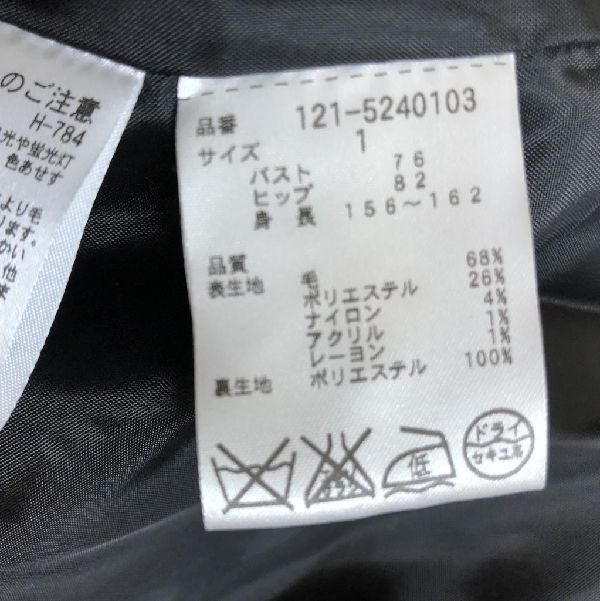 のご注意
H-784
光や蛍光灯
色あせす
より毛
ります。
かい
他
ま
品番 121-5240103
サイズ 1
バスト 76
ヒップ 82
身長 156～162
品質
表生地 毛 68%
ポリエステル 26%
ナイロン 4%
アクリル 1%
レーヨン 1%
裏生地 ポリエステル 100%
低
ドライ
セキユ系